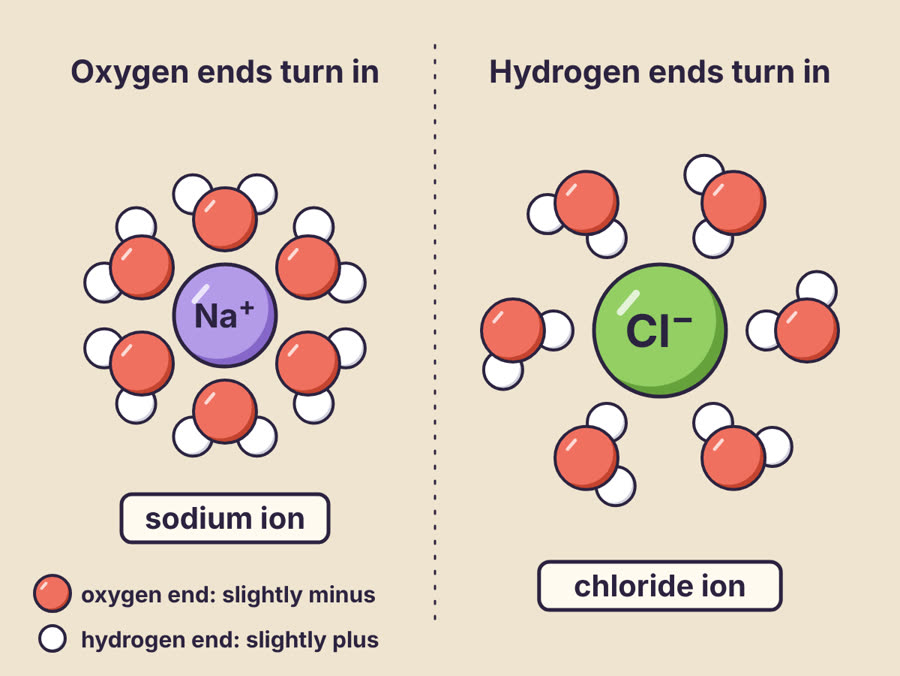 Oxygen ends turn in
Hydrogen ends turn in
Na⁺
Cl⁻
sodium ion
chloride ion
oxygen end: slightly minus
hydrogen end: slightly plus